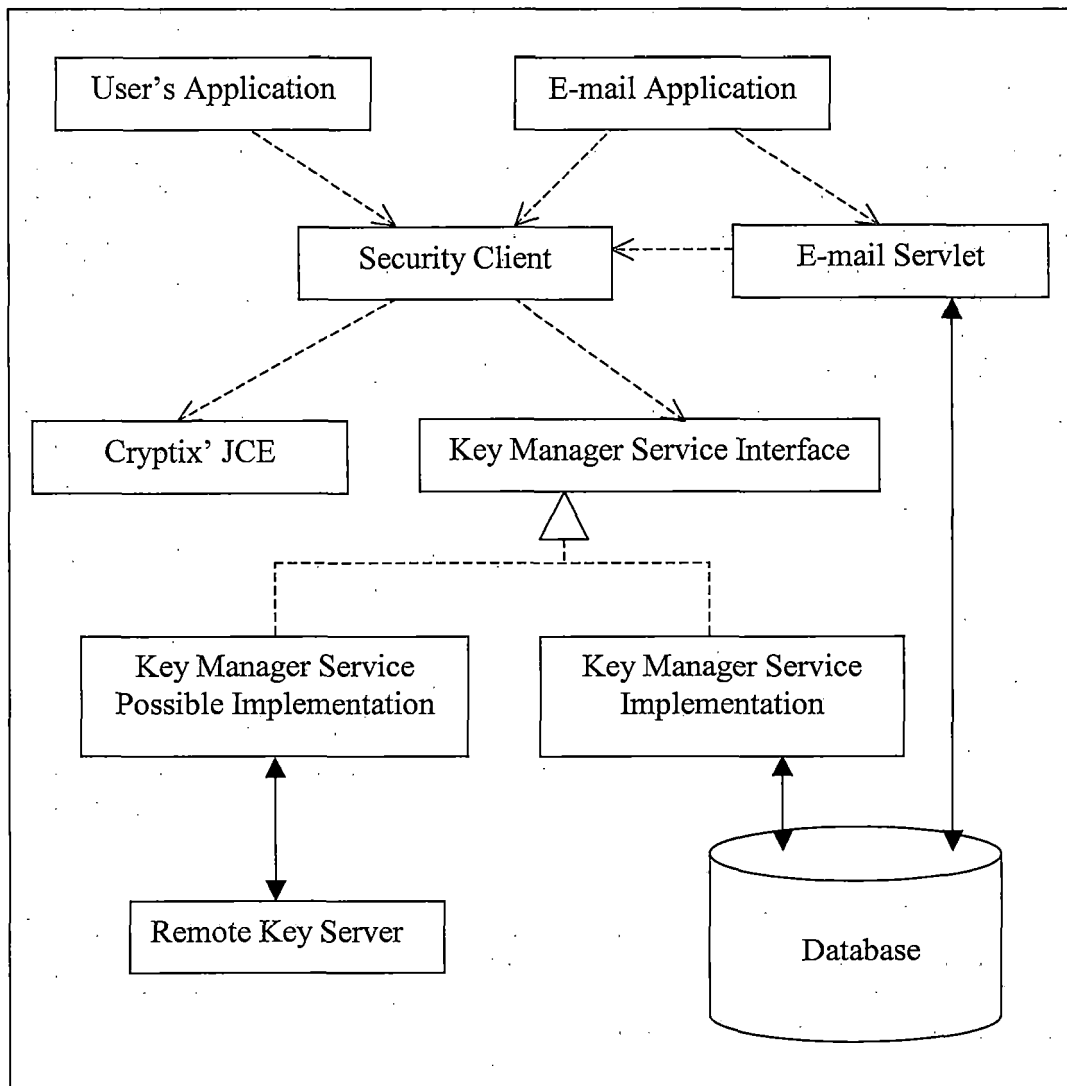 User's Application
E-mail Application
Security Client
E-mail Servlet
Cryptix' JCE
Key Manager Service Interface
Key Manager Service
Possible Implementation
Key Manager Service
Implementation
Remote Key Server
Database